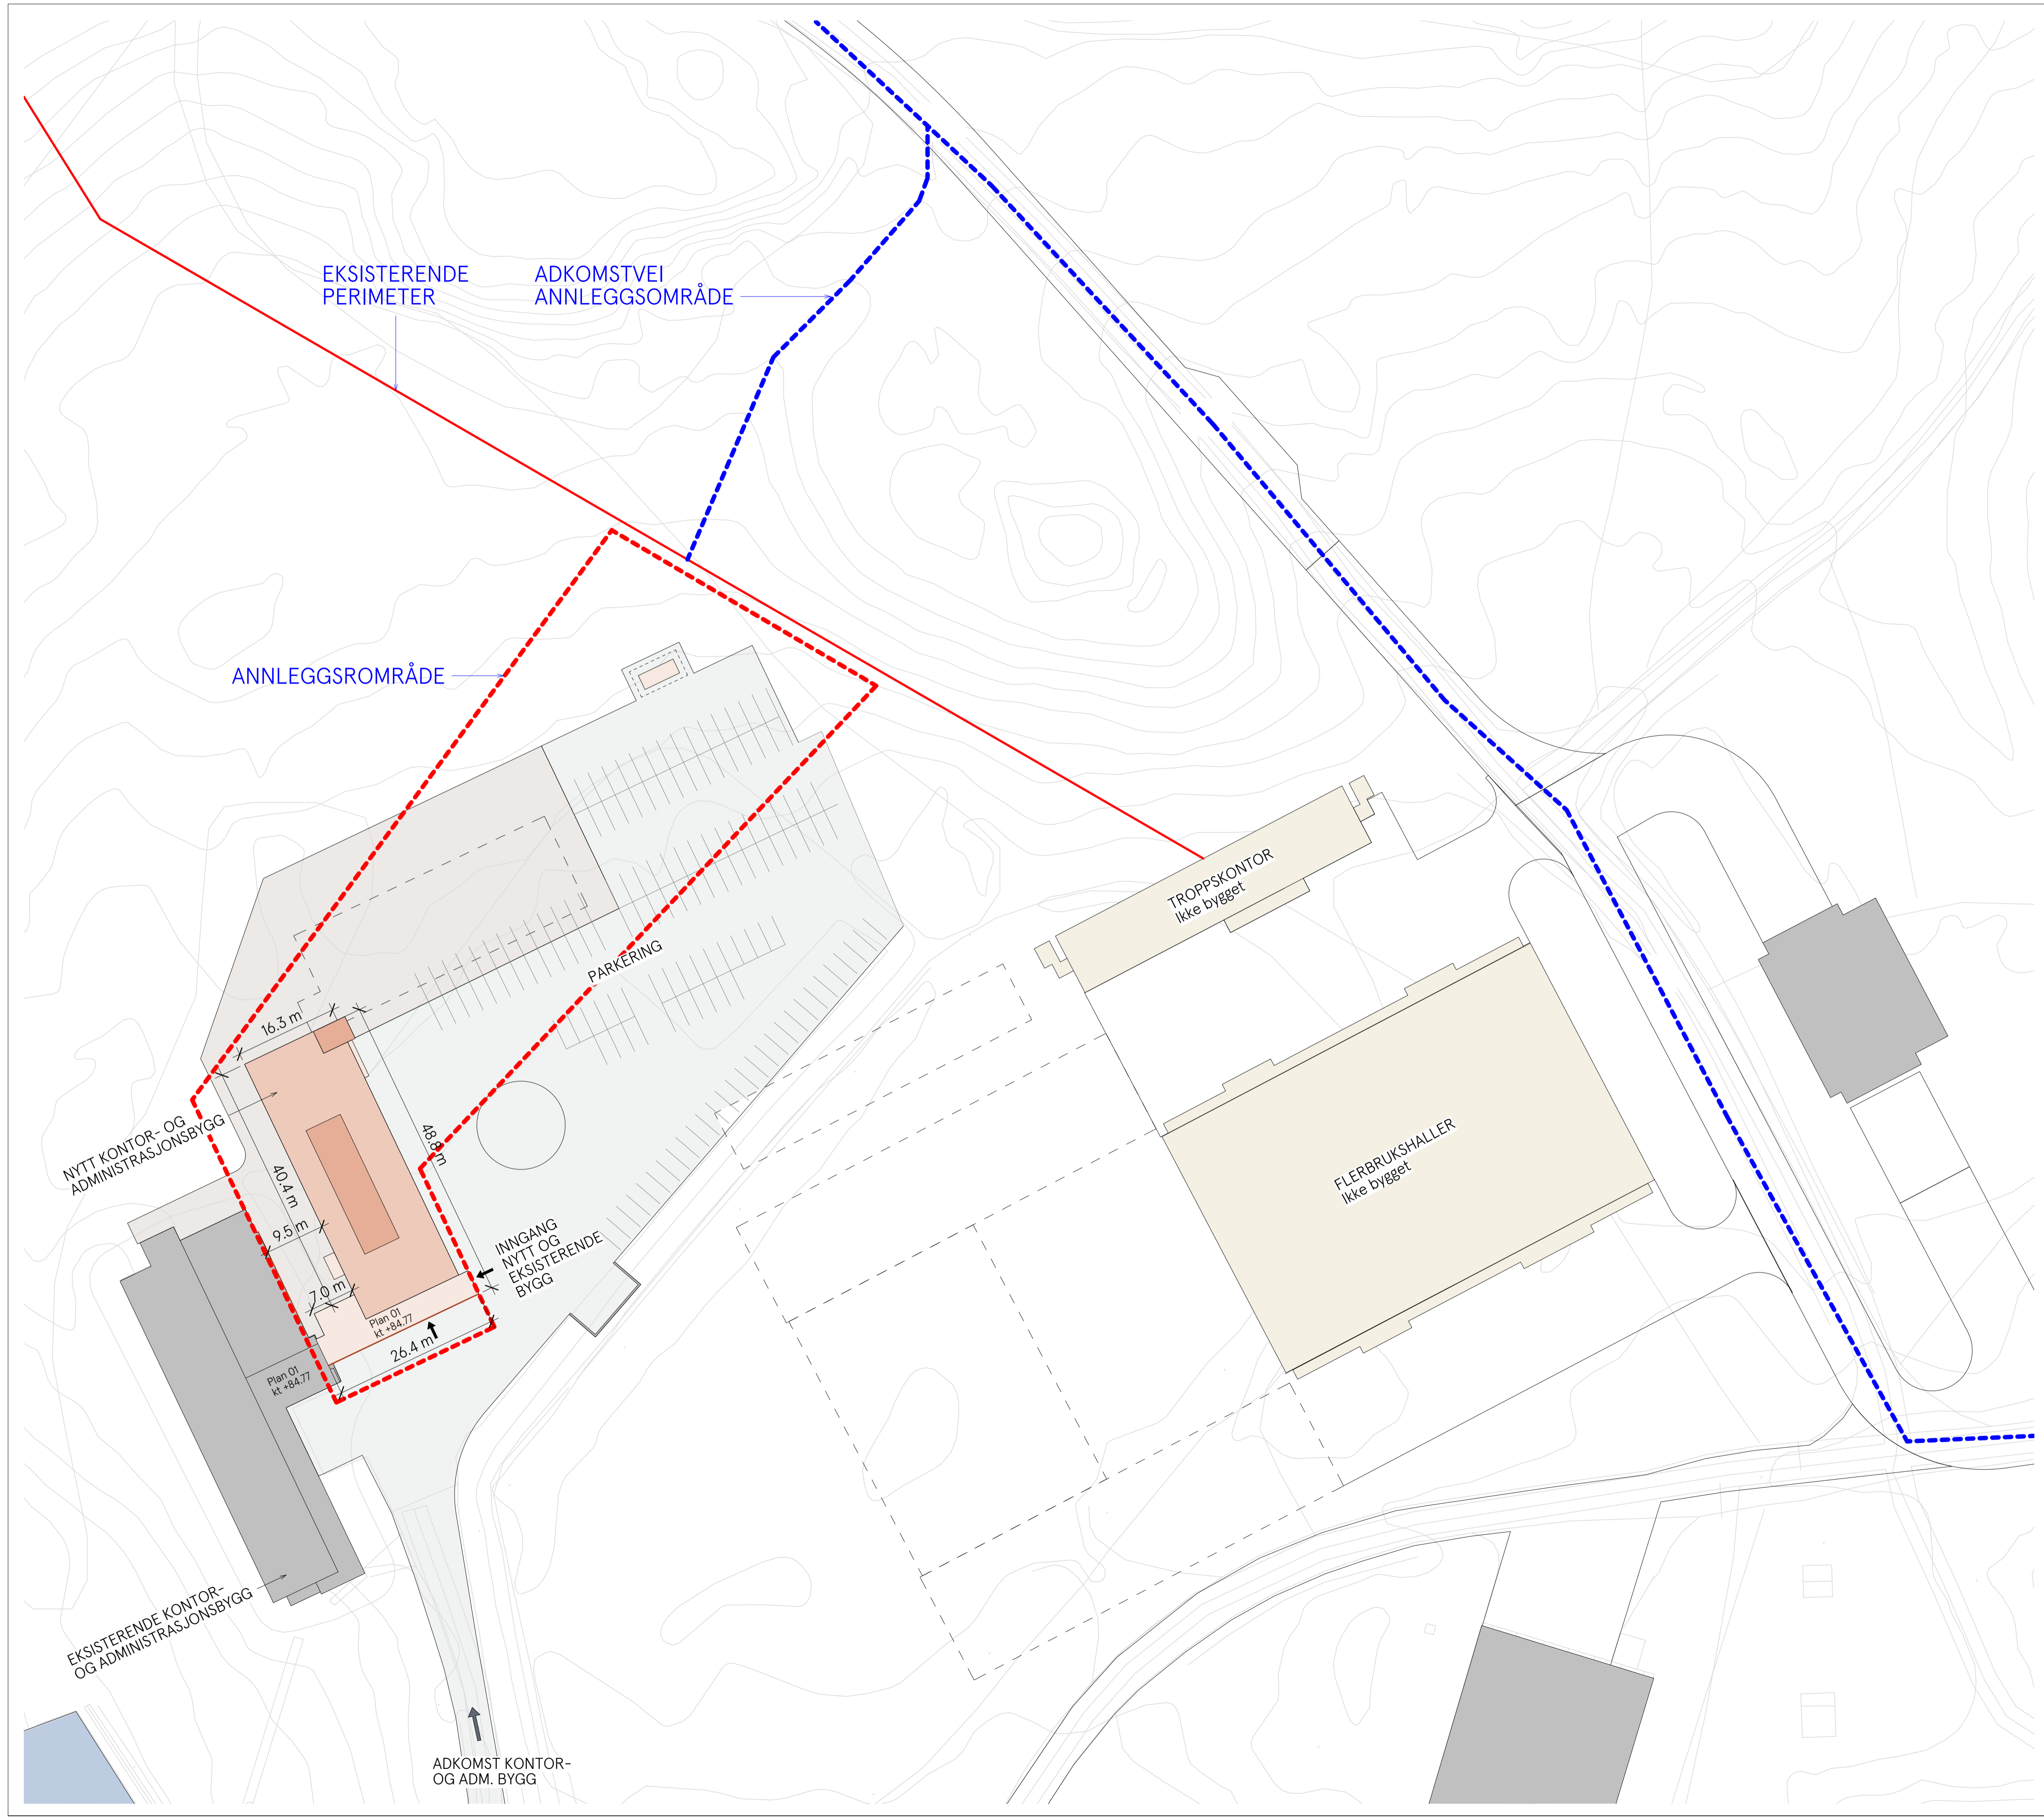 EKSISTERENDE
PERIMETER
ADKOMSTVEI
ANNLEGGSOMRÅDE
ANNLEGGSROMRÅDE
TROPPSKONTOR
Ikke bygget
PARKERING
16.3 m
NYTT KONTOR- OG
ADMINISTRASJONSBYGG
48.8 m
40.4 m
9.5 m
7.0 m
INNGANG
NYTT OG
EKSISTERENDE
BYGG
Plan 01
kt +84.77
26.4 m
Plan 01
kt +84.77
FLERBRUKSHALLER
Ikke bygget
EKSISTERENDE KONTOR-
OG ADMINISTRASJONSBYGG
ADKOMST KONTOR-
OG ADM. BYGG